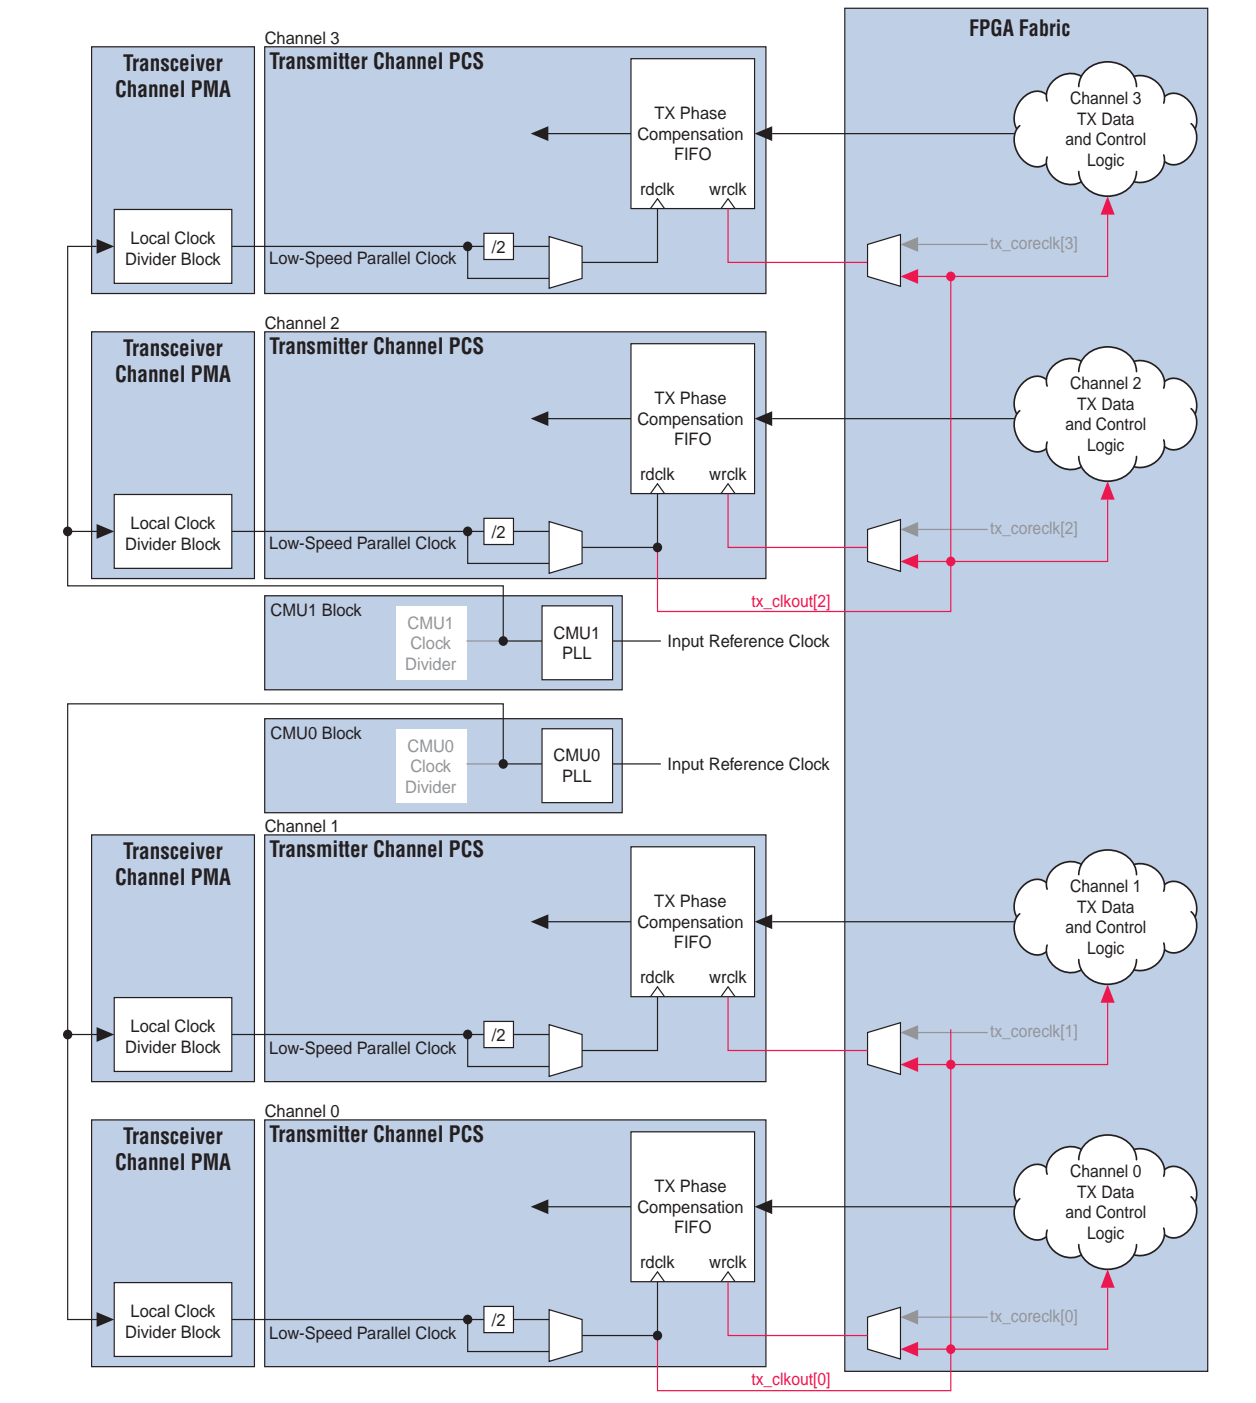 FPGA Fabric
Channel 3
Transceiver
Channel PMA
Transmitter Channel PCS
TX Phase
Compensation
FIFO
rdclk
wrclk
Channel 3
TX Data
and Control
Logic
Local Clock
Divider Block
Low-Speed Parallel Clock
/2
tx_coreclk[3]
Channel 2
Transceiver
Channel PMA
Transmitter Channel PCS
TX Phase
Compensation
FIFO
rdclk
wrclk
Channel 2
TX Data
and Control
Logic
Local Clock
Divider Block
Low-Speed Parallel Clock
/2
tx_coreclk[2]
tx_clkout[2]
CMU1 Block
CMU1
Clock
Divider
CMU1
PLL
Input Reference Clock
CMU0 Block
CMU0
Clock
Divider
CMU0
PLL
Input Reference Clock
Channel 1
Transceiver
Channel PMA
Transmitter Channel PCS
TX Phase
Compensation
FIFO
rdclk
wrclk
Channel 1
TX Data
and Control
Logic
Local Clock
Divider Block
Low-Speed Parallel Clock
/2
tx_coreclk[1]
Channel 0
Transceiver
Channel PMA
Transmitter Channel PCS
TX Phase
Compensation
FIFO
rdclk
wrclk
Channel 0
TX Data
and Control
Logic
Local Clock
Divider Block
Low-Speed Parallel Clock
/2
tx_coreclk[0]
tx_clkout[0]